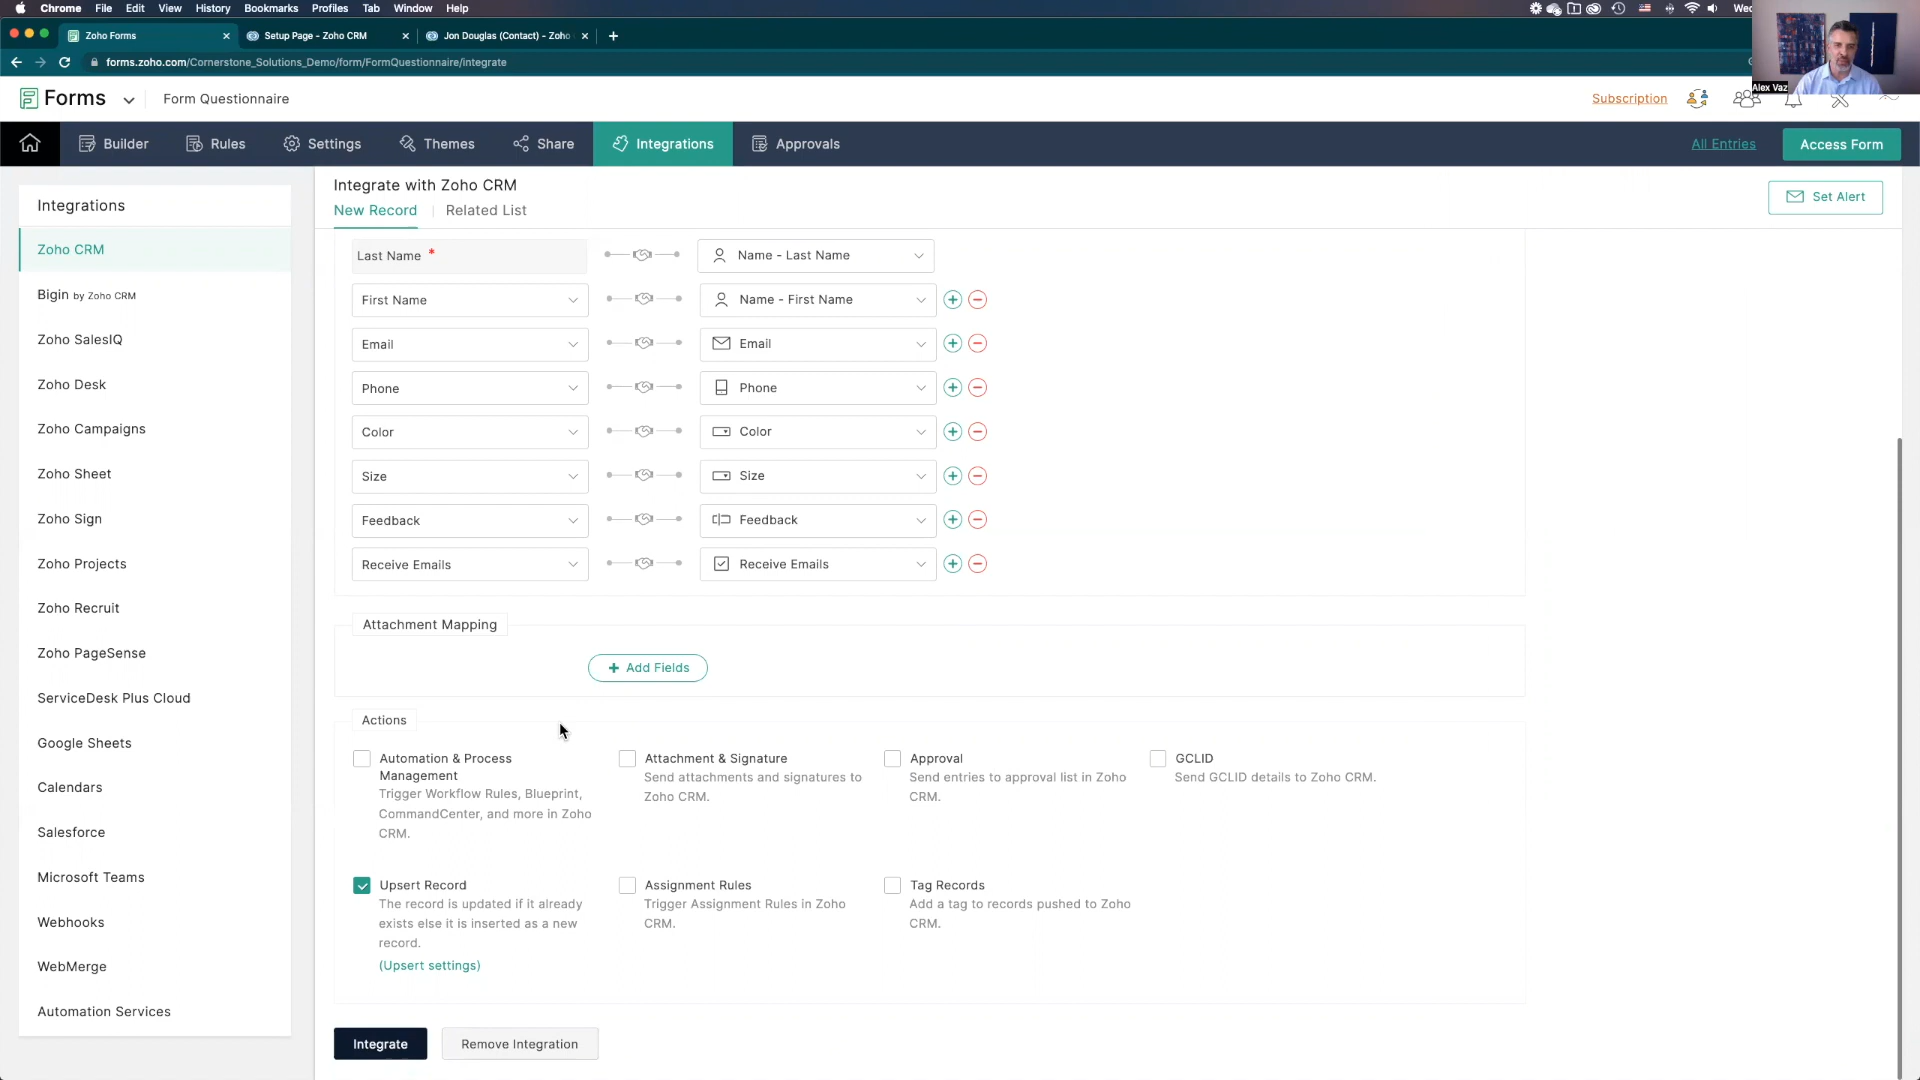 Chrome File Edit View History Bookmarks Profiles Tab Window Help
Wed
Zoho Forms
Setup Page - Zoho CRM
Jon Douglas (Contact) - Zoho
forms.zoho.com/Cornerstone_Solutions_Demo/form/FormQuestionnaire/integrate
Alex Vaz
Forms
Form Questionnaire
Subscription
Builder
Rules
Settings
Themes
Share
Integrations
Approvals
All Entries
Access Form
Integrations
Zoho CRM
Bigin by Zoho CRM
Zoho SalesIQ
Zoho Desk
Zoho Campaigns
Zoho Sheet
Zoho Sign
Zoho Projects
Zoho Recruit
Zoho PageSense
ServiceDesk Plus Cloud
Google Sheets
Calendars
Salesforce
Microsoft Teams
Webhooks
WebMerge
Automation Services
Integrate with Zoho CRM
New Record
Related List
Set Alert
Last Name *
Name - Last Name
First Name
Name - First Name
Email
Email
Phone
Phone
Color
Color
Size
Size
Feedback
Feedback
Receive Emails
Receive Emails
Attachment Mapping
+ Add Fields
Actions
Automation & Process
Management
Trigger Workflow Rules, Blueprint,
CommandCenter, and more in Zoho
CRM.
Attachment & Signature
Send attachments and signatures to
Zoho CRM.
Approval
Send entries to approval list in Zoho
CRM.
GCLID
Send GCLID details to Zoho CRM.
Upsert Record
The record is updated if it already
exists else it is inserted as a new
record.
(Upsert settings)
Assignment Rules
Trigger Assignment Rules in Zoho
CRM.
Tag Records
Add a tag to records pushed to Zoho
CRM.
Integrate
Remove Integration